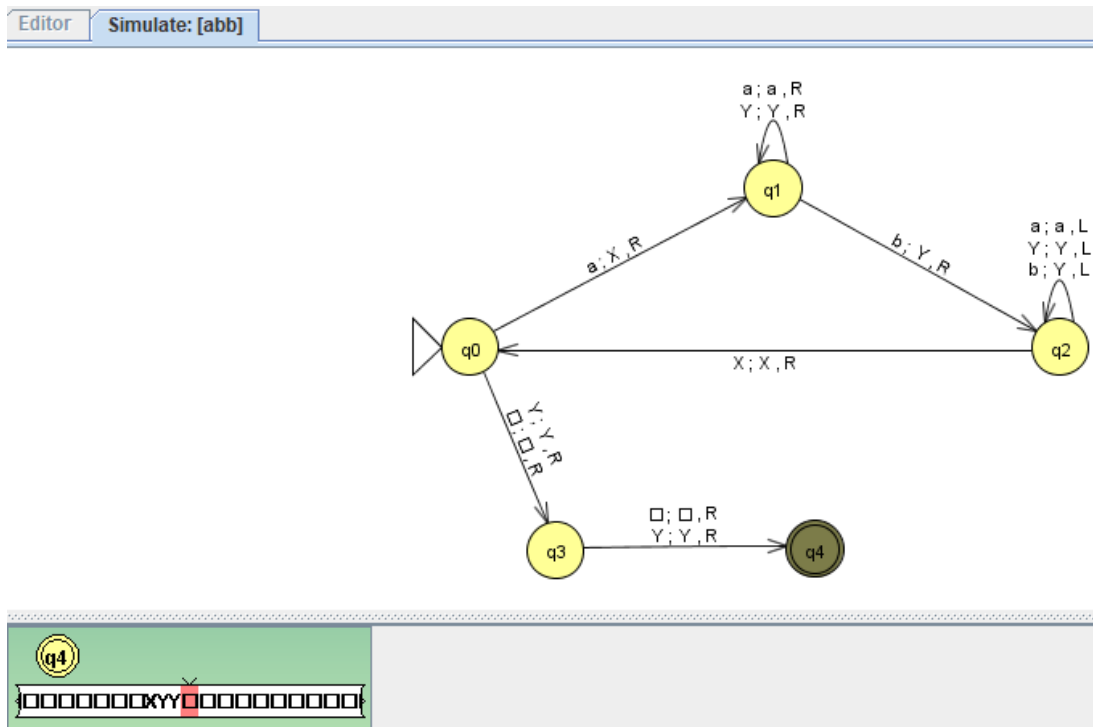 Editor
Simulate: [abb]
a ; a , R
Y ; Y , R
q1
a ; a , L
Y ; Y , L
b ; Y , L
a ; X , R
b ; Y , R
q0
q2
X ; X , R
Y ; Y , R
□ ; □ , R
□ ; □ , R
Y ; Y , R
q3
q4
q4
□□□□□□□XYY□□□□□□□□□□